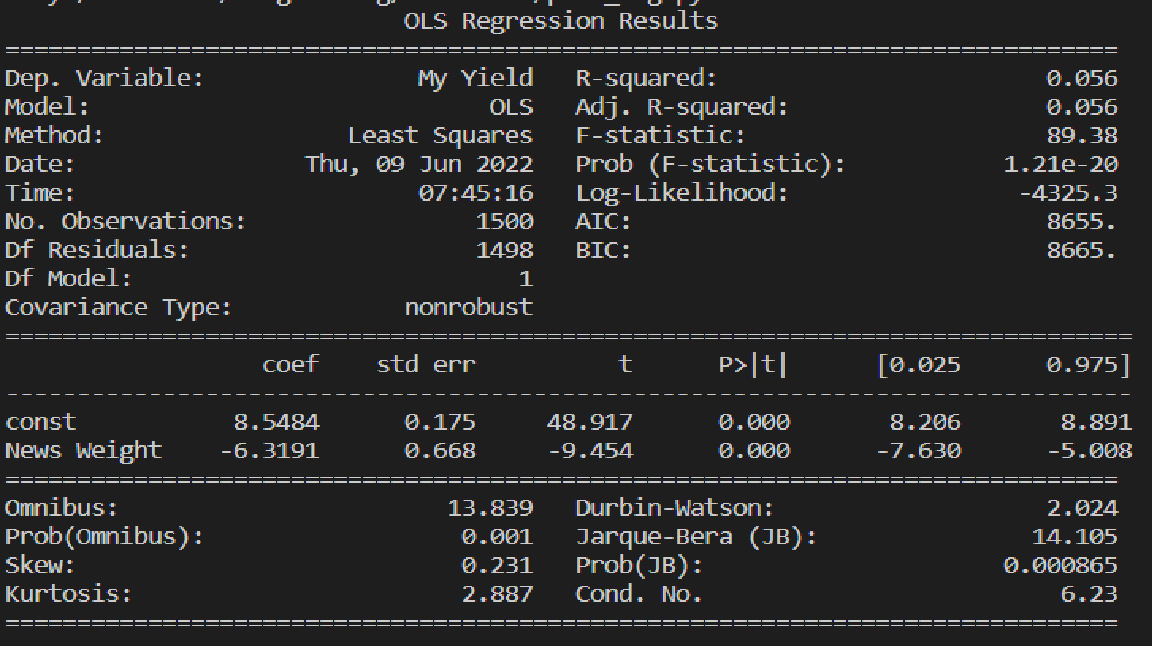 OLS Regression Results
==============================================================================
Dep. Variable: My Yield R-squared: 0.056
Model: OLS Adj. R-squared: 0.056
Method: Least Squares F-statistic: 89.38
Date: Thu, 09 Jun 2022 Prob (F-statistic): 1.21e-20
Time: 07:45:16 Log-Likelihood: -4325.3
No. Observations: 1500 AIC: 8655.
Df Residuals: 1498 BIC: 8665.
Df Model: 1
Covariance Type: nonrobust
===============================================================================
coef std err t P>|t| [0.025 0.975]
-------------------------------------------------------------------------------
const 8.5484 0.175 48.917 0.000 8.206 8.891
News Weight -6.3191 0.668 -9.454 0.000 -7.630 -5.008
==============================================================================
Omnibus: 13.839 Durbin-Watson: 2.024
Prob(Omnibus): 0.001 Jarque-Bera (JB): 14.105
Skew: 0.231 Prob(JB): 0.000865
Kurtosis: 2.887 Cond. No. 6.23
==============================================================================